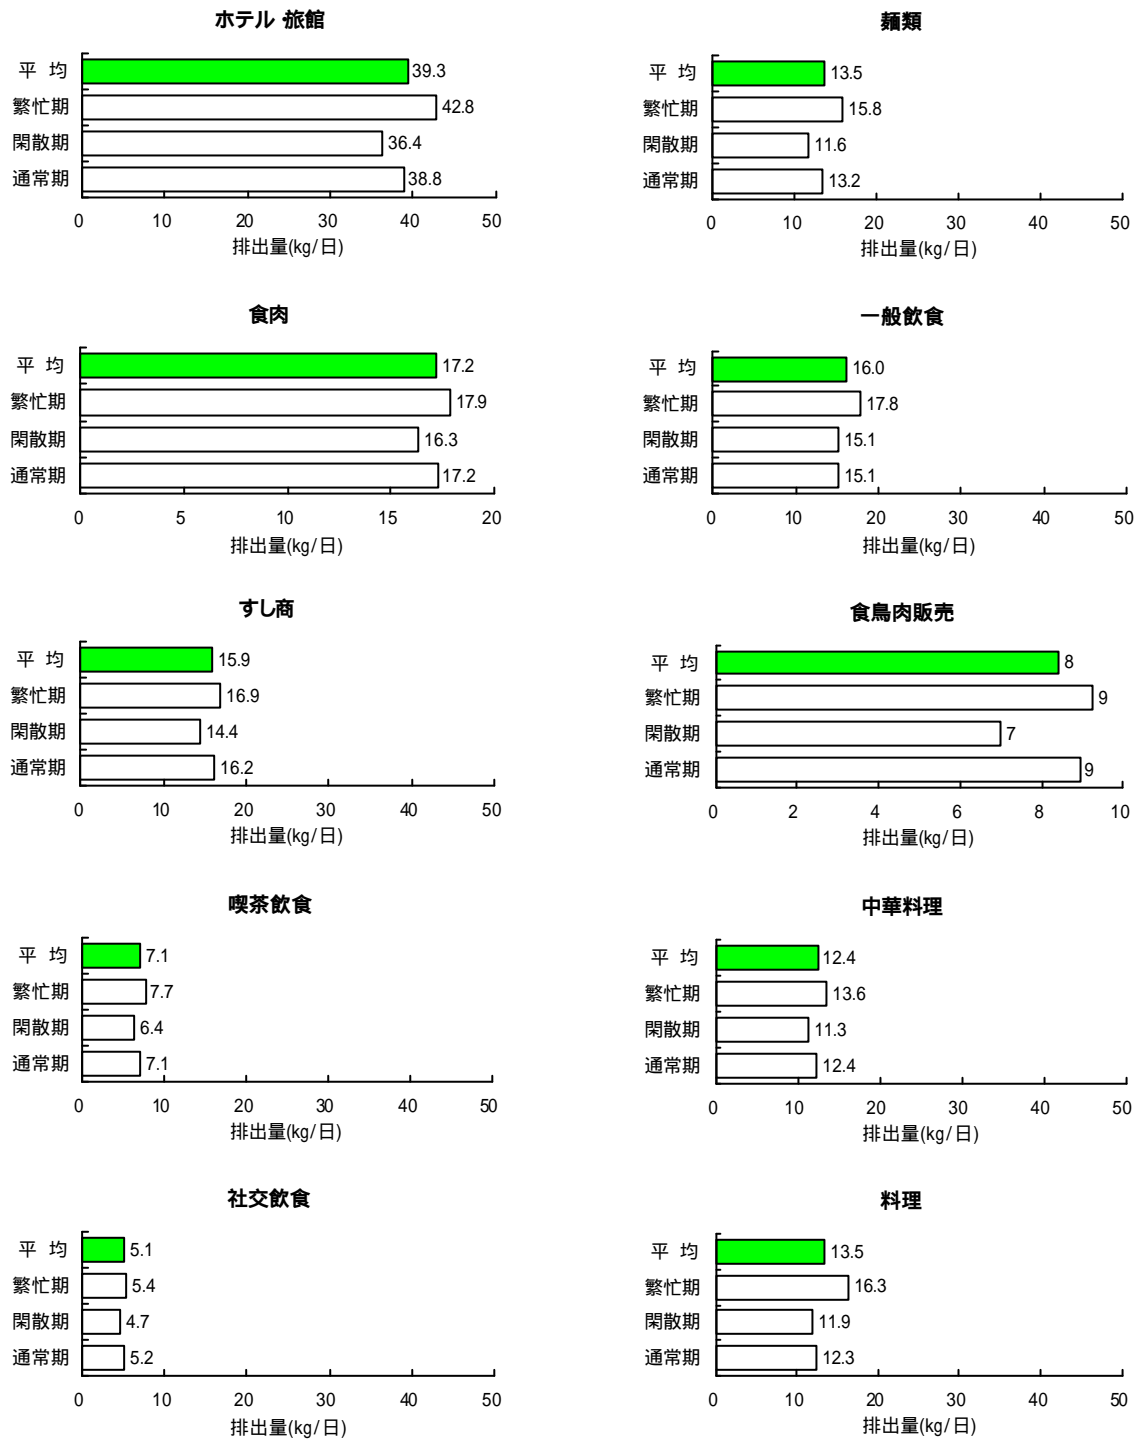 ホテル・旅館
平 均 39.3
繁忙期 42.8
閑散期 36.4
通常期 38.8
0 10 20 30 40 50
排出量(kg/日)
麺類
平 均 13.5
繁忙期 15.8
閑散期 11.6
通常期 13.2
0 10 20 30 40 50
排出量(kg/日)
食肉
平 均 17.2
繁忙期 17.9
閑散期 16.3
通常期 17.2
0 5 10 15 20
排出量(kg/日)
一般飲食
平 均 16.0
繁忙期 17.8
閑散期 15.1
通常期 15.1
0 10 20 30 40 50
排出量(kg/日)
すし商
平 均 15.9
繁忙期 16.9
閑散期 14.4
通常期 16.2
0 10 20 30 40 50
排出量(kg/日)
食鳥肉販売
平 均 8
繁忙期 9
閑散期 7
通常期 9
0 2 4 6 8 10
排出量(kg/日)
喫茶飲食
平 均 7.1
繁忙期 7.7
閑散期 6.4
通常期 7.1
0 10 20 30 40 50
排出量(kg/日)
中華料理
平 均 12.4
繁忙期 13.6
閑散期 11.3
通常期 12.4
0 10 20 30 40 50
排出量(kg/日)
社交飲食
平 均 5.1
繁忙期 5.4
閑散期 4.7
通常期 5.2
0 10 20 30 40 50
排出量(kg/日)
料理
平 均 13.5
繁忙期 16.3
閑散期 11.9
通常期 12.3
0 10 20 30 40 50
排出量(kg/日)